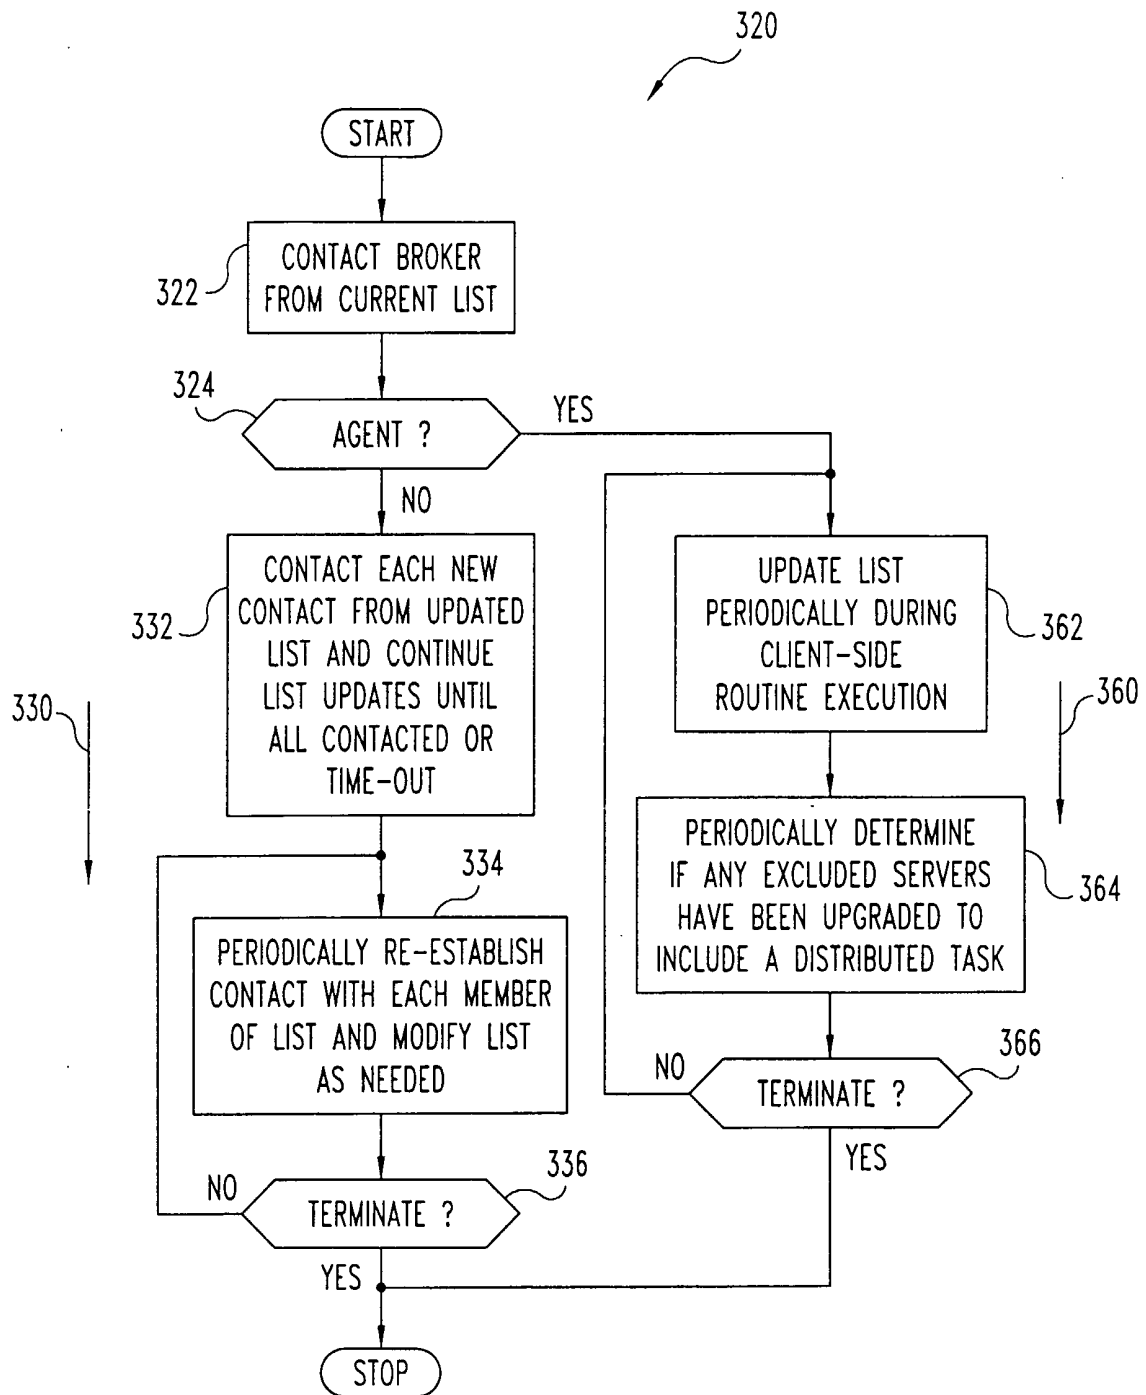 320
START
322
CONTACT BROKER
FROM CURRENT LIST
324
AGENT ?
YES
NO
332
CONTACT EACH NEW
CONTACT FROM UPDATED
LIST AND CONTINUE
LIST UPDATES UNTIL
ALL CONTACTED OR
TIME-OUT
UPDATE LIST
PERIODICALLY DURING
CLIENT-SIDE
ROUTINE EXECUTION
362
330
360
334
PERIODICALLY RE-ESTABLISH
CONTACT WITH EACH MEMBER
OF LIST AND MODIFY LIST
AS NEEDED
PERIODICALLY DETERMINE
IF ANY EXCLUDED SERVERS
HAVE BEEN UPGRADED TO
INCLUDE A DISTRIBUTED TASK
364
366
NO
TERMINATE ?
YES
336
NO
TERMINATE ?
YES
STOP